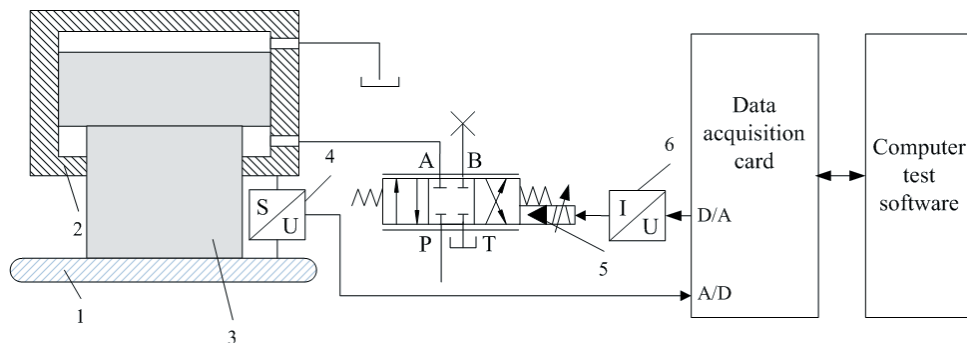 1
2
3
4
S
U
A
B
P
T
5
6
I
U
Data
acquisition
card
D/A
A/D
Computer
test
software